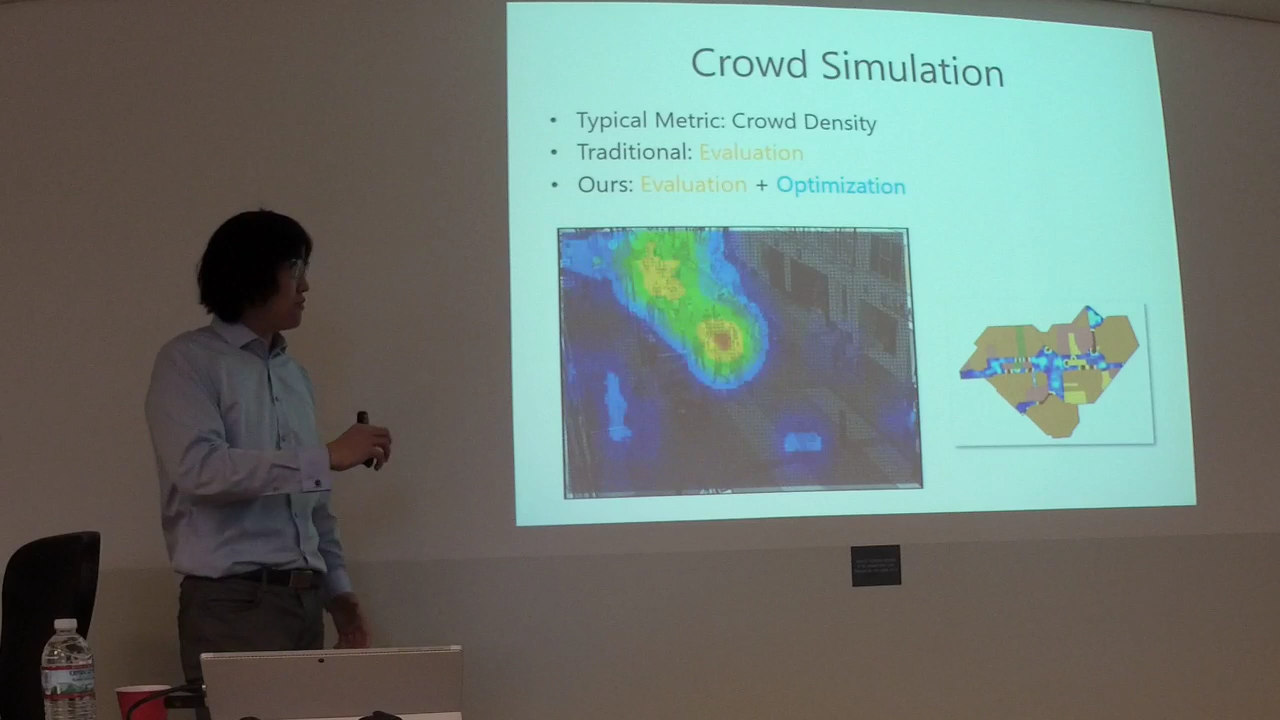 Crowd Simulation
• Typical Metric: Crowd Density
• Traditional: Evaluation
• Ours: Evaluation + Optimization